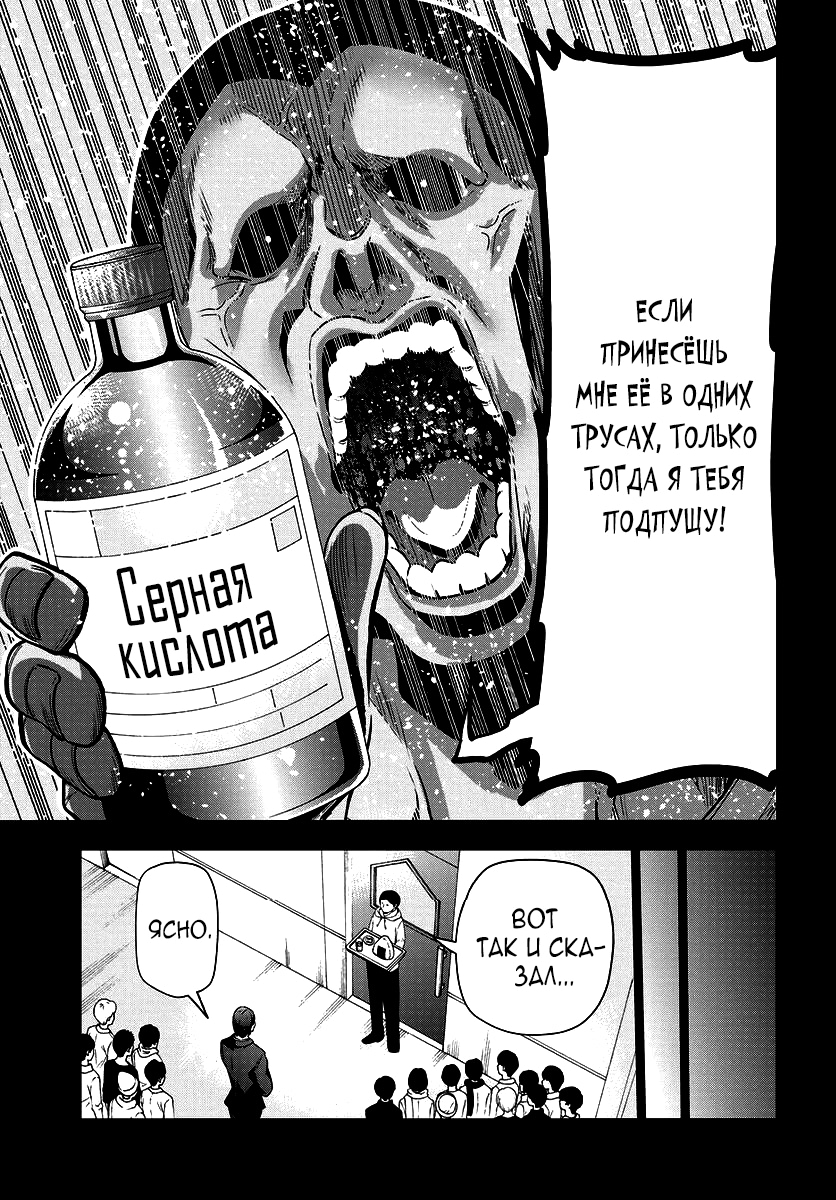 ЕСЛИ
ПРИНЕСЁШЬ
МНЕ ЕЁ В ОДНИХ
ТРУСАХ, ТОЛЬКО
ТОГДА Я ТЕБЯ
ПОДПУЩУ!
Серная
кислота
ВОТ
ТАК И СКА-
ЗАЛ...
ЯСНО.